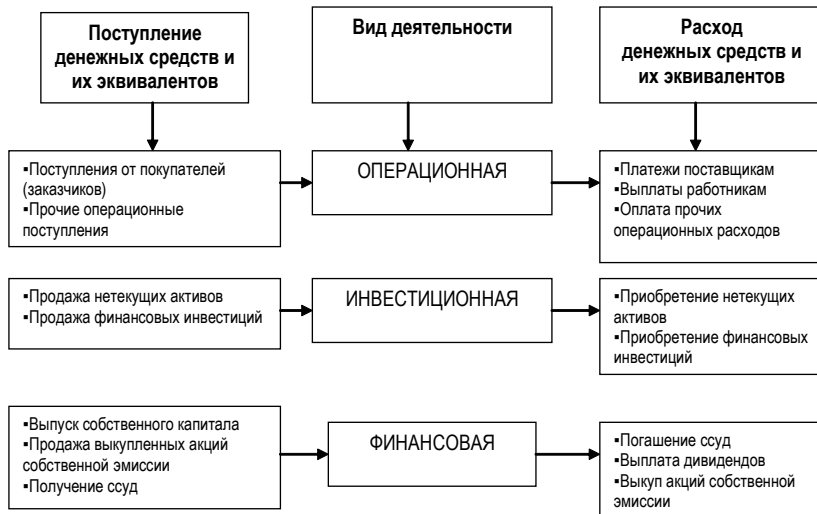 Поступление
денежных средств и
их эквивалентов
Вид деятельности
Расход
денежных средств и
их эквивалентов
▪Поступления от покупателей
(заказчиков)
▪Прочие операционные
поступления
ОПЕРАЦИОННАЯ
▪Платежи поставщикам
▪Выплаты работникам
▪Оплата прочих
операционных расходов
▪Продажа нетекущих активов
▪Продажа финансовых инвестиций
ИНВЕСТИЦИОННАЯ
▪Приобретение нетекущих
активов
▪Приобретение финансовых
инвестиций
▪Выпуск собственного капитала
▪Продажа выкупленных акций
собственной эмиссии
▪Получение ссуд
ФИНАНСОВАЯ
▪Погашение ссуд
▪Выплата дивидендов
▪Выкуп акций собственной
эмиссии